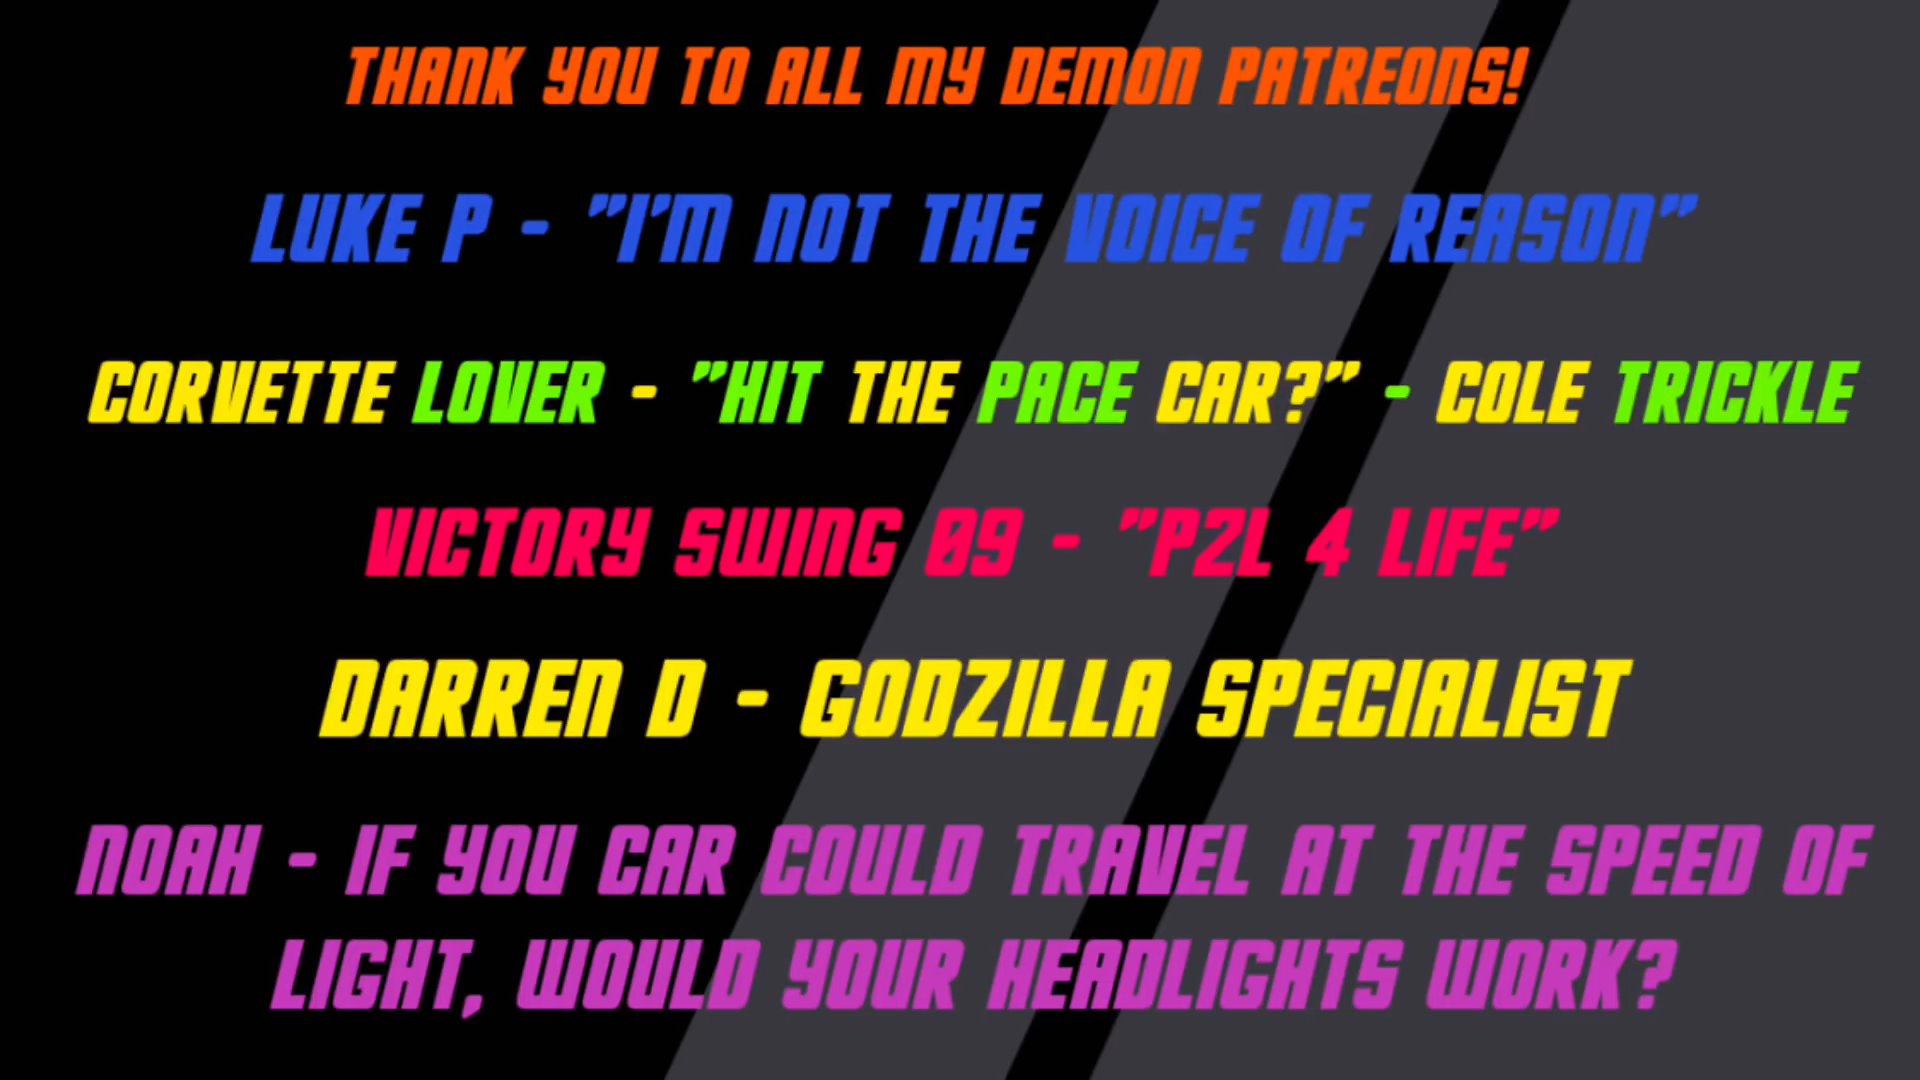 THANK YOU TO ALL MY DEMON PATREONS!
LUKE P - "I'M NOT THE VOICE OF REASON"
CORVETTE LOVER - "HIT THE PACE CAR?" - COLE TRICKLE
VICTORY SWING 09 - "P2L 4 LIFE"
DARREN D - GODZILLA SPECIALIST
NOAH - IF YOU CAR COULD TRAVEL AT THE SPEED OF
LIGHT, WOULD YOUR HEADLIGHTS WORK?